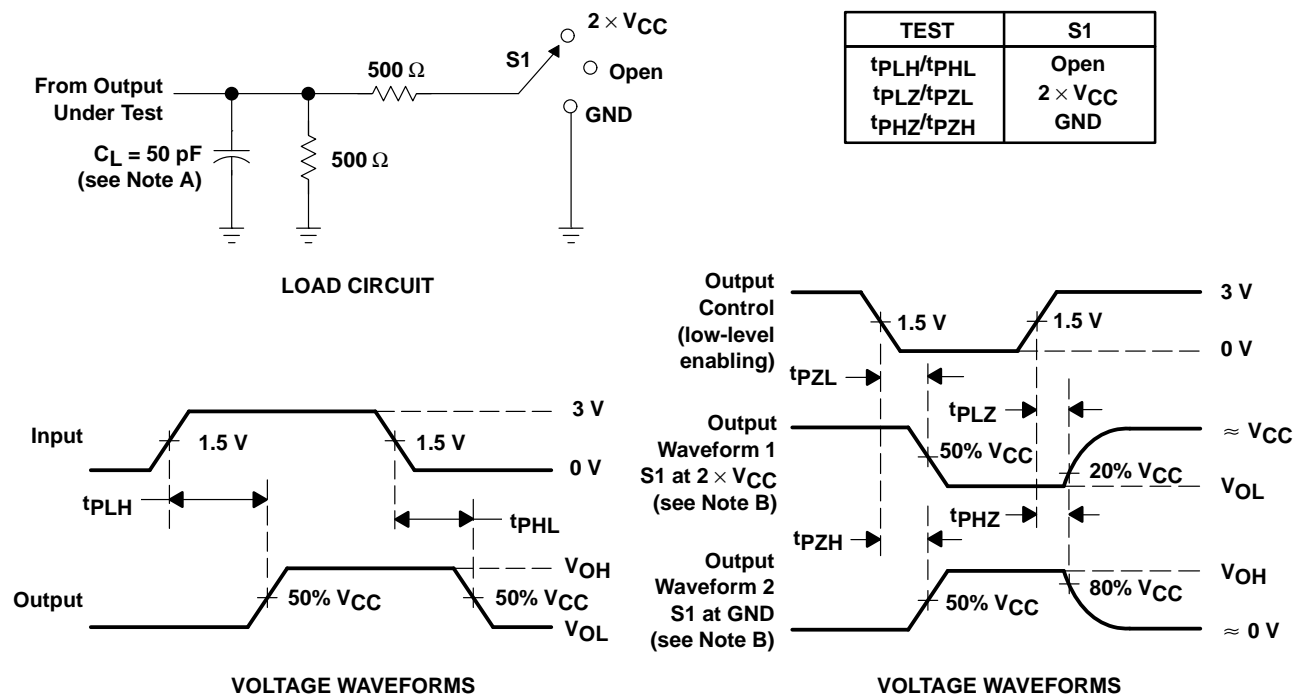 2 × VCC
S1
Open
GND
500 Ω
From Output
Under Test
CL = 50 pF
(see Note A)
500 Ω
LOAD CIRCUIT
TEST S1
tPLH/tPHL Open
tPLZ/tPZL 2 × VCC
tPHZ/tPZH GND
Input
1.5 V
1.5 V
3 V
0 V
tPLH
tPHL
Output
50% VCC
50% VCC
VOH
VOL
VOLTAGE WAVEFORMS
Output
Control
(low-level
enabling)
1.5 V
1.5 V
3 V
0 V
tPZL
tPLZ
Output
Waveform 1
S1 at 2 × VCC
(see Note B)
50% VCC
20% VCC
≈ VCC
VOL
tPZH
tPHZ
Output
Waveform 2
S1 at GND
(see Note B)
50% VCC
80% VCC
VOH
≈ 0 V
VOLTAGE WAVEFORMS